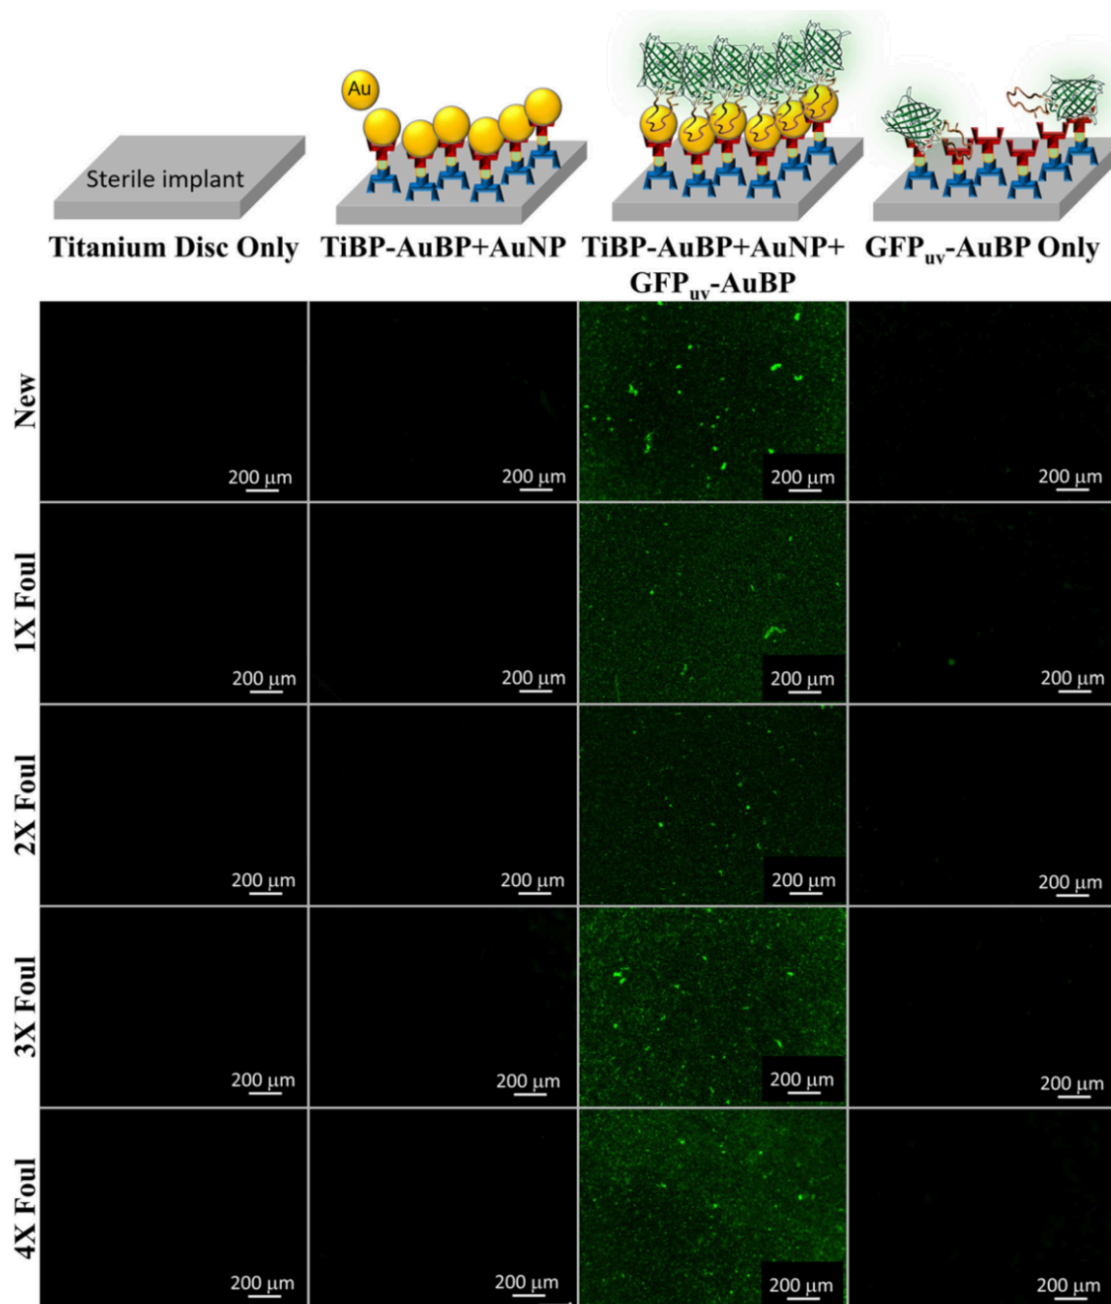 Au
Sterile implant
Titanium Disc Only
TiBP-AuBP+AuNP
TiBP-AuBP+AuNP+
GFPuv-AuBP
GFPuv-AuBP Only
New
200 μm
200 μm
200 μm
200 μm
1X Foul
200 μm
200 μm
200 μm
200 μm
2X Foul
200 μm
200 μm
200 μm
200 μm
3X Foul
200 μm
200 μm
200 μm
200 μm
4X Foul
200 μm
200 μm
200 μm
200 μm